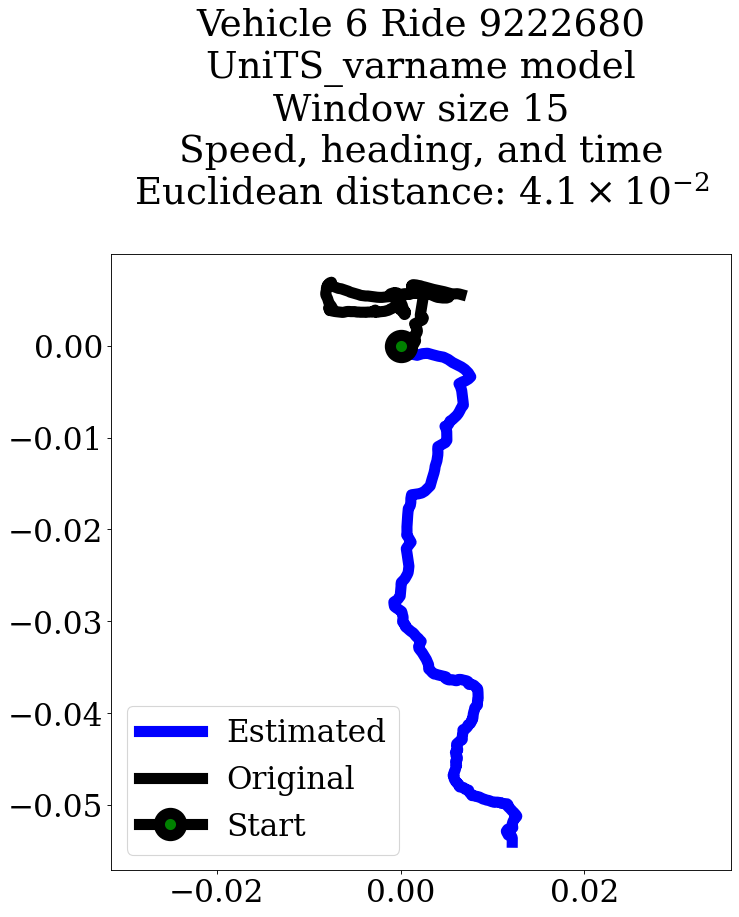 Vehicle 6 Ride 9222680
UniTS_varname model
Window size 15
Speed, heading, and time
Euclidean distance: 4.1 × 10⁻²
0.00
−0.01
−0.02
−0.03
−0.04
−0.05
Estimated
Original
Start
−0.02 0.00 0.02